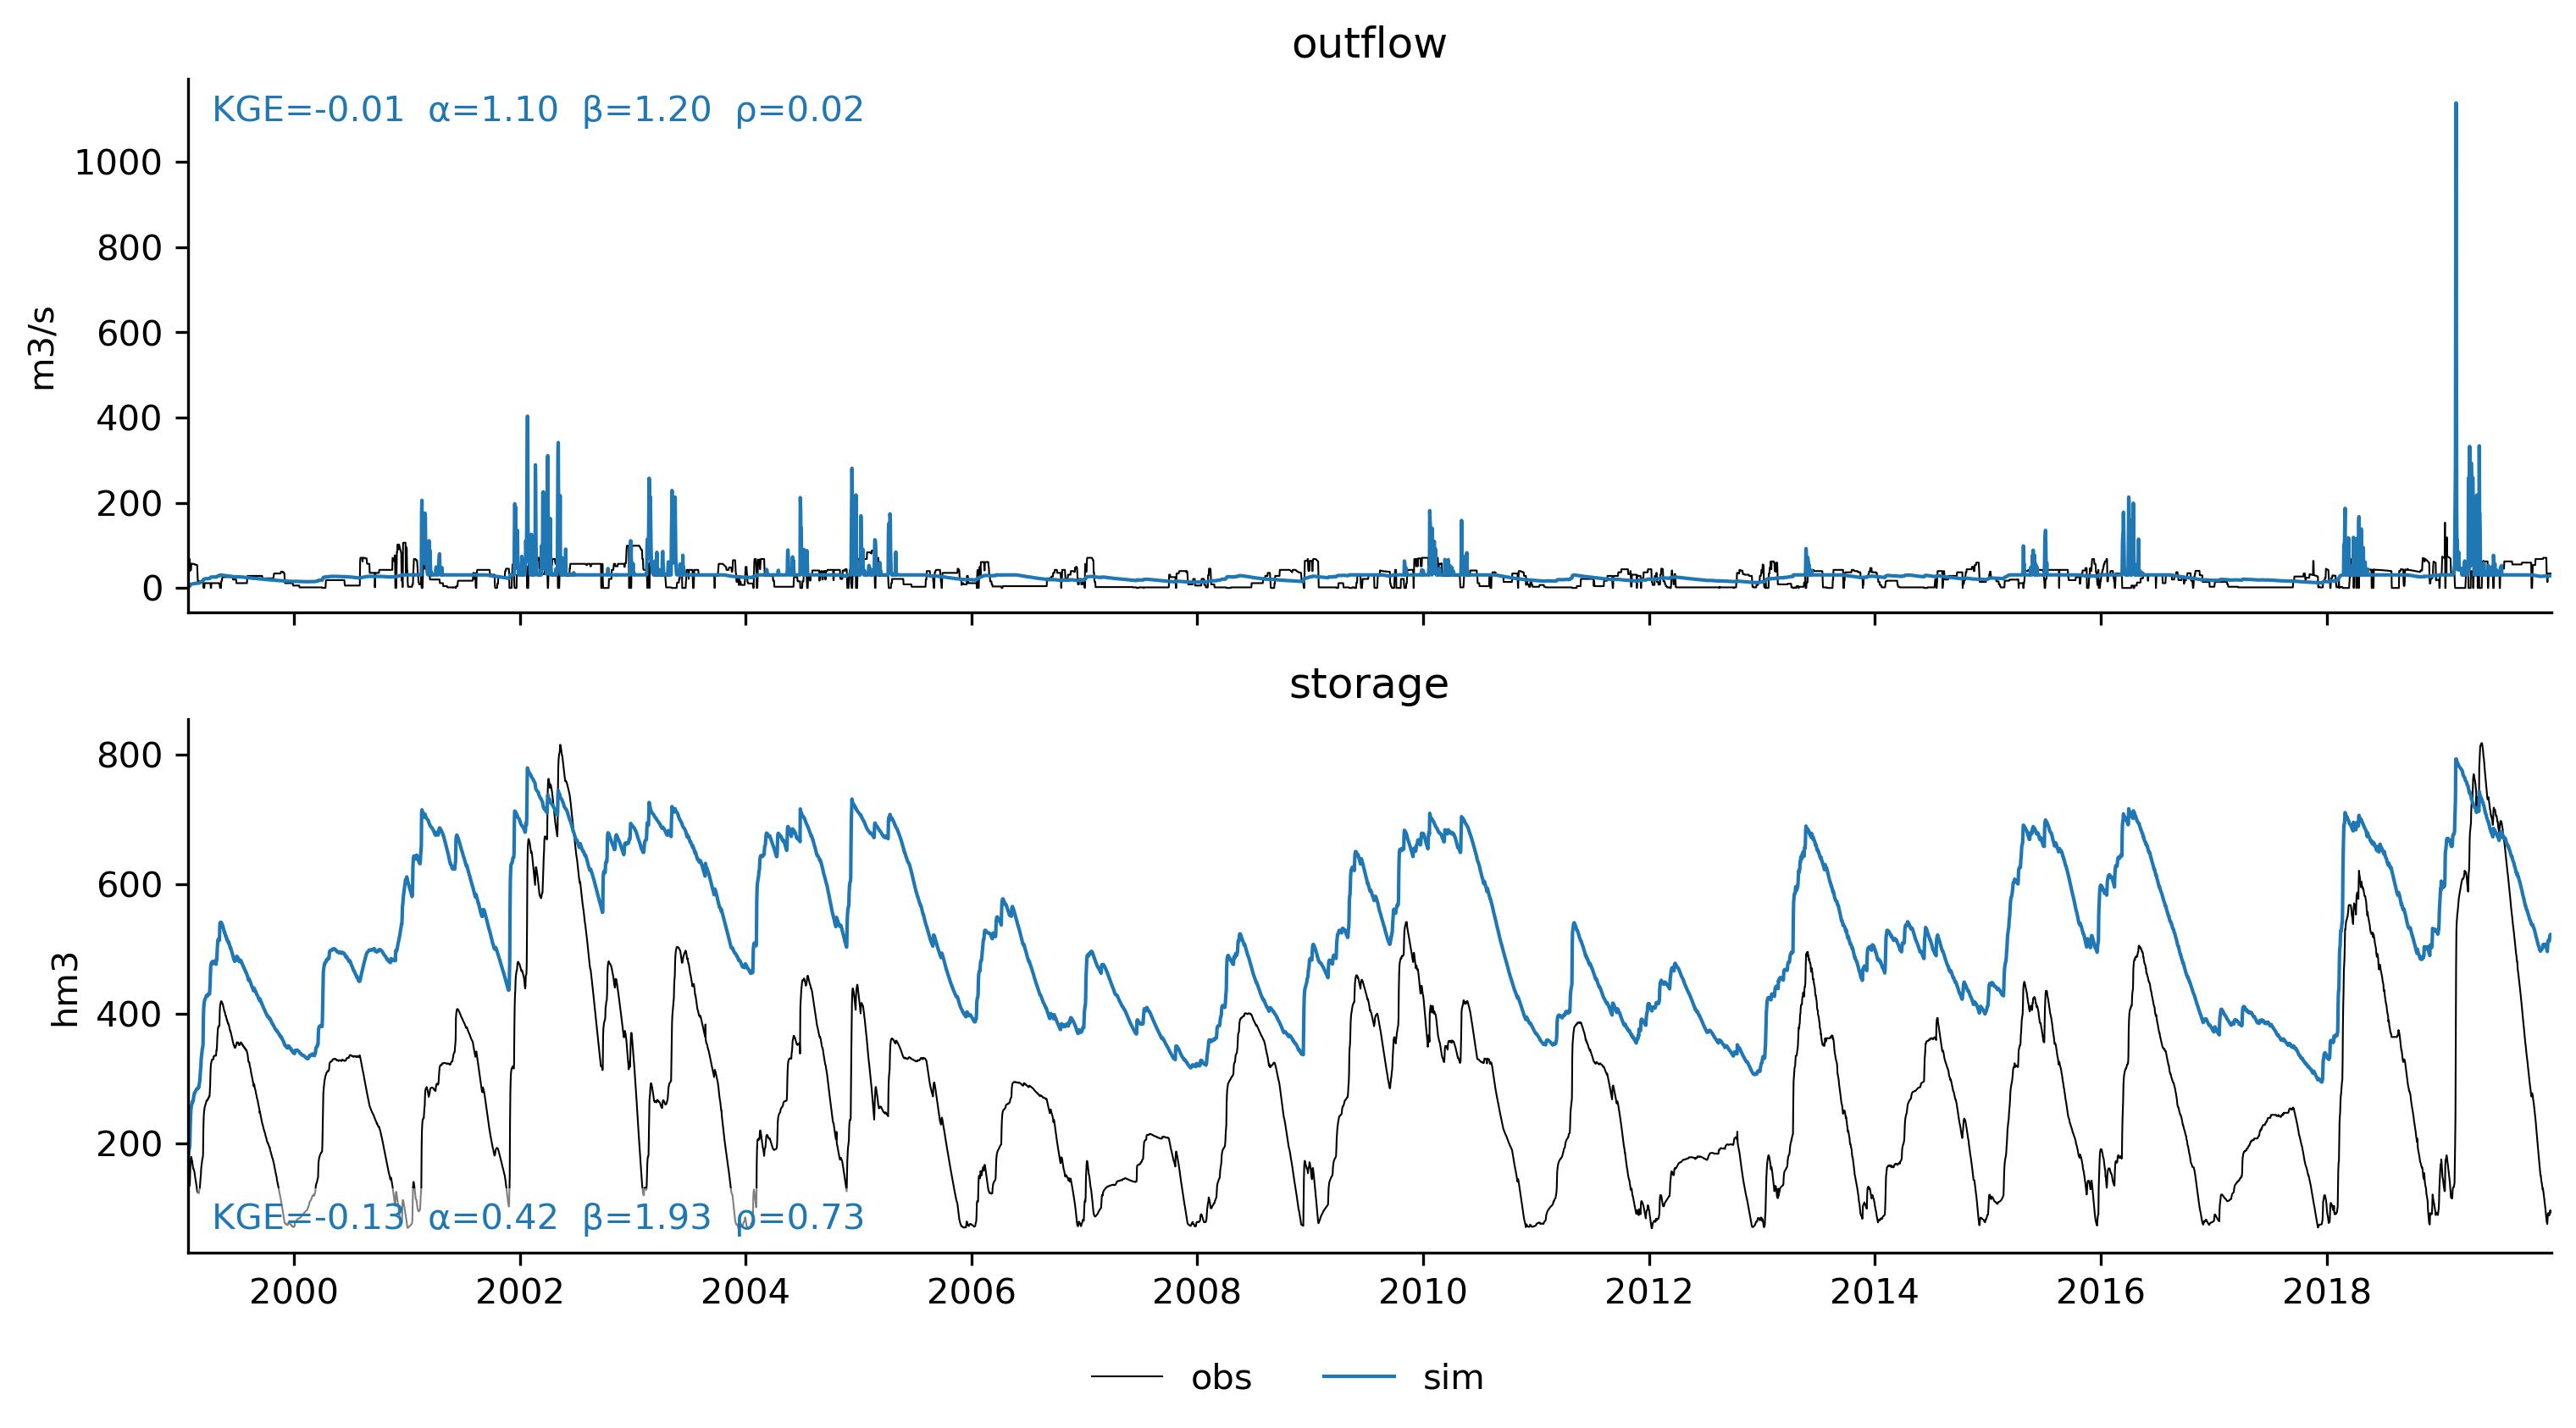 outflow
KGE=-0.01 α=1.10 β=1.20 ρ=0.02
1000
800
600
400
200
0
m3/s
storage
800
600
400
200
hm3
KGE=-0.13 α=0.42 β=1.93 ρ=0.73
2000 2002 2004 2006 2008 2010 2012 2014 2016 2018
obs sim